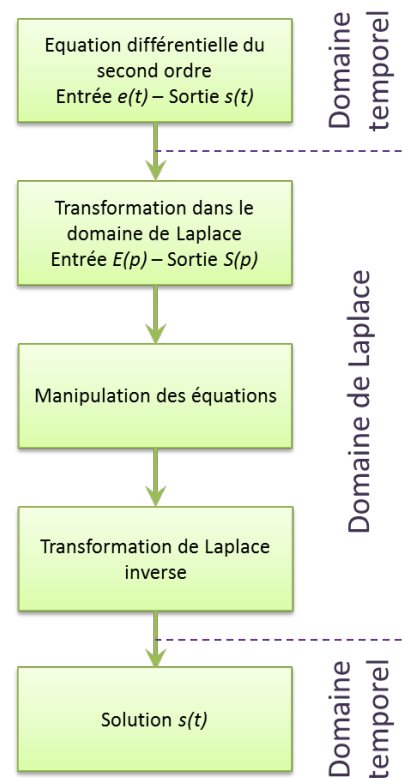 Equation différentielle du
second ordre
Entrée e(t) – Sortie s(t)
Domaine
temporel
Transformation dans le
domaine de Laplace
Entrée E(p) – Sortie S(p)
Manipulation des équations
Domaine de Laplace
Transformation de Laplace
inverse
Solution s(t)
Domaine
temporel